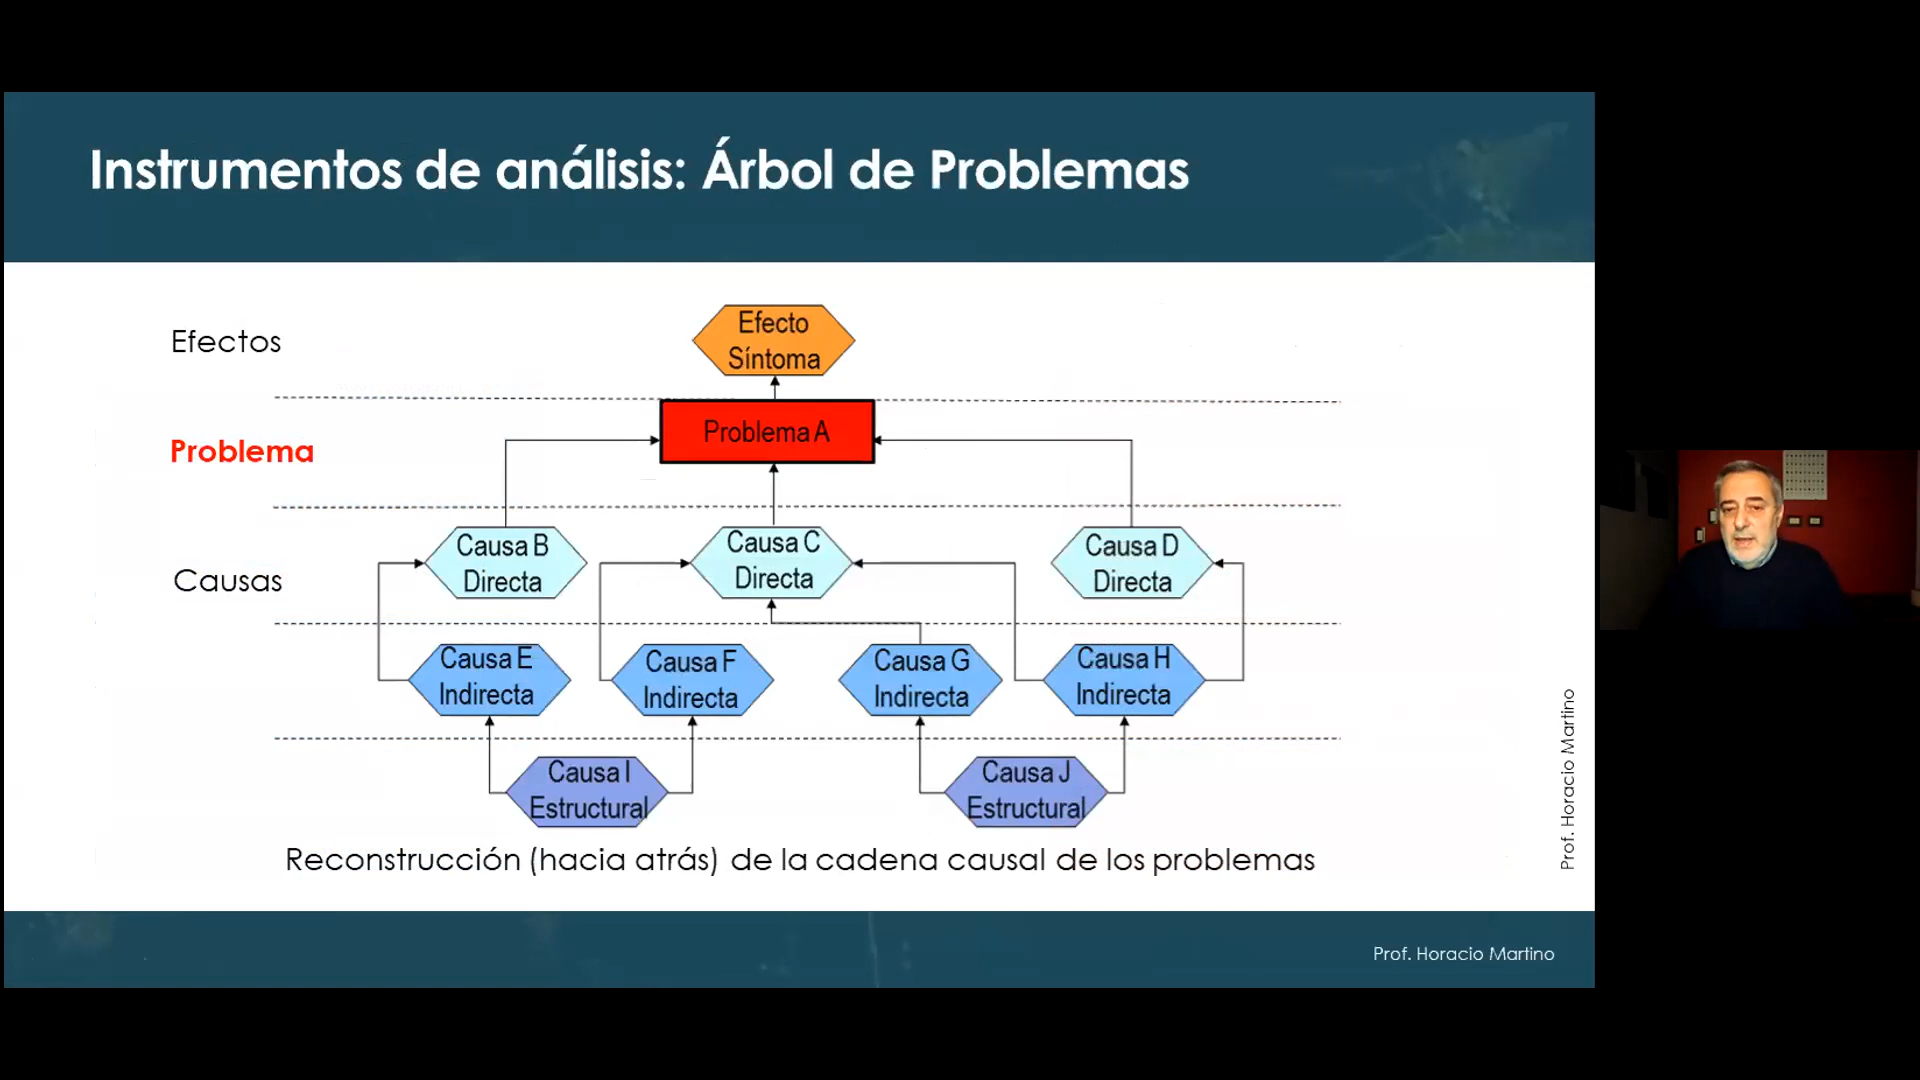 Instrumentos de análisis: Árbol de Problemas
Efectos
Efecto
Síntoma
Problema
Problema A
Causas
Causa B
Directa
Causa C
Directa
Causa D
Directa
Causa E
Indirecta
Causa F
Indirecta
Causa G
Indirecta
Causa H
Indirecta
Causa I
Estructural
Causa J
Estructural
Reconstrucción (hacia atrás) de la cadena causal de los problemas
Prof. Horacio Martino
Prof. Horacio Martino